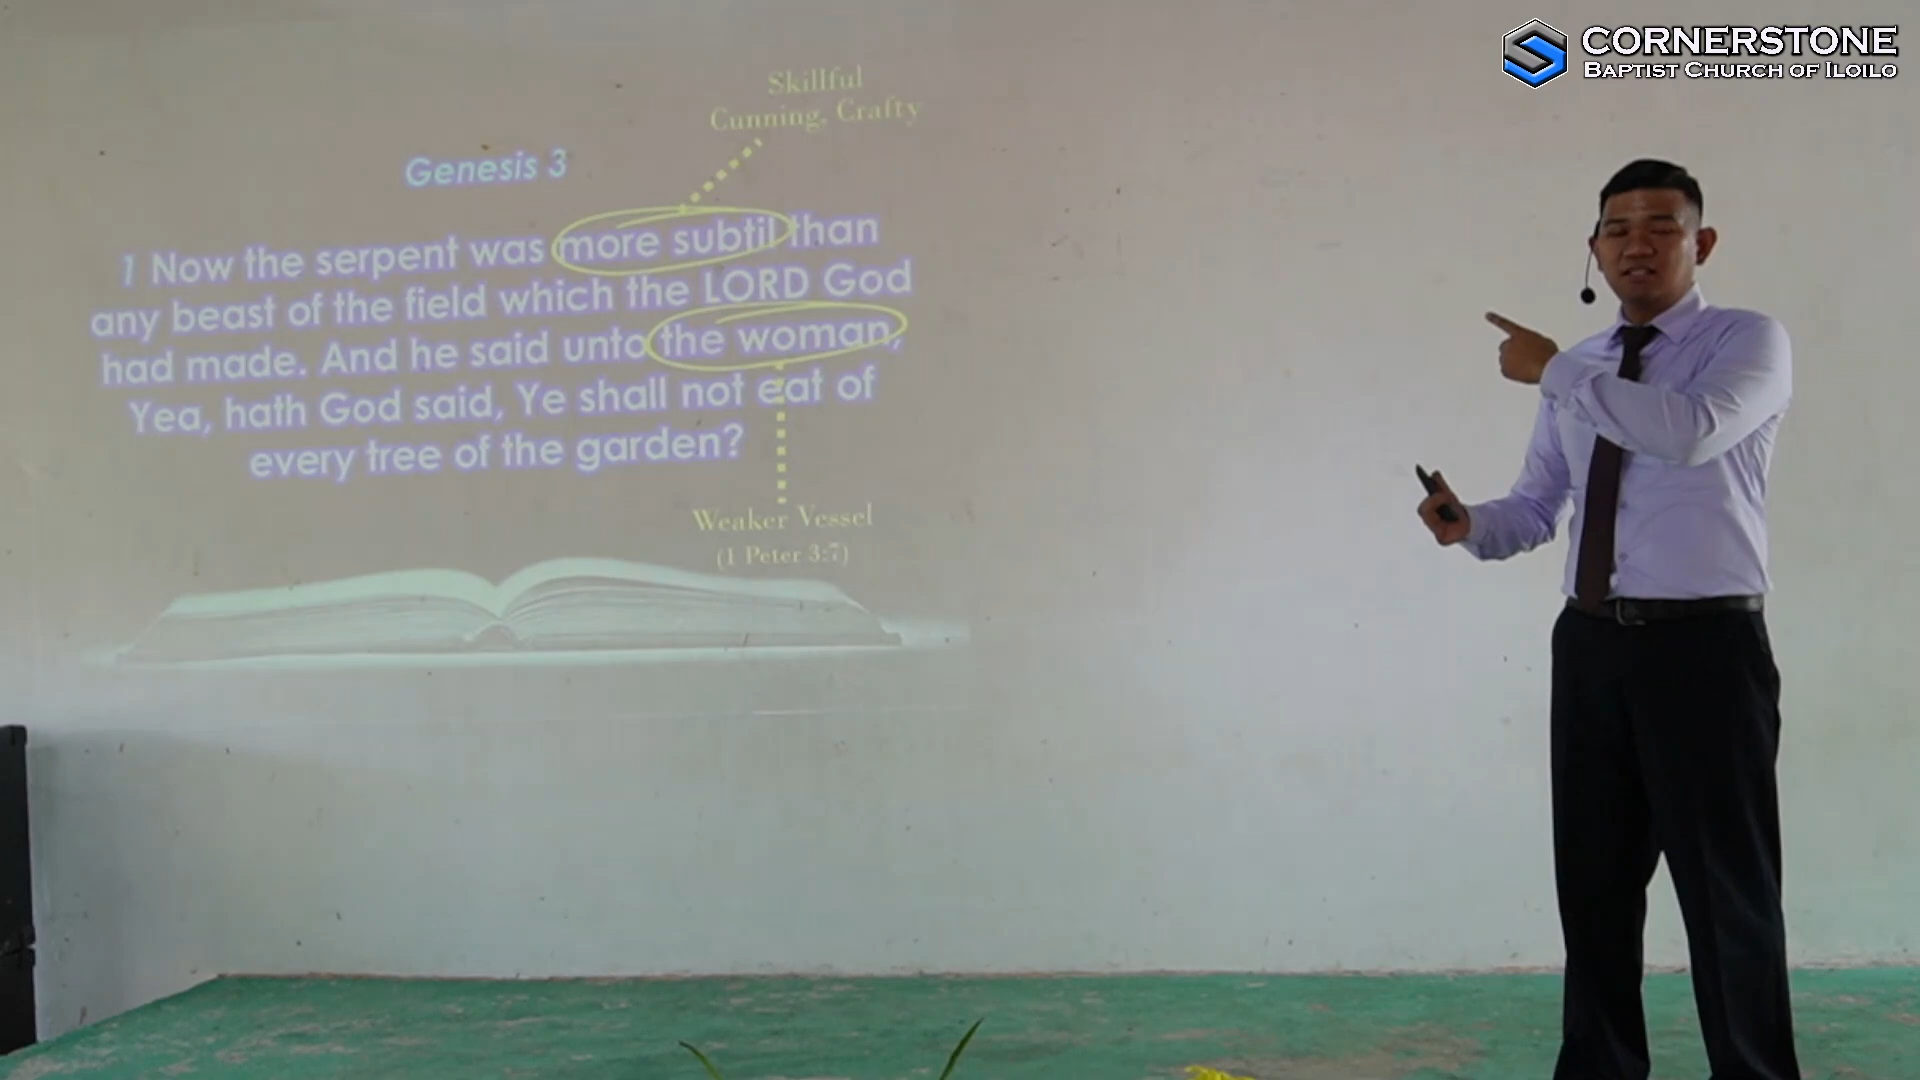 CORNERSTONE
BAPTIST CHURCH OF ILOILO
Skillful
Cunning, Crafty
Genesis 3
1 Now the serpent was more subtil than
any beast of the field which the LORD God
had made. And he said unto the woman,
Yea, hath God said, Ye shall not eat of
every tree of the garden?
Weaker Vessel
(1 Peter 3:7)